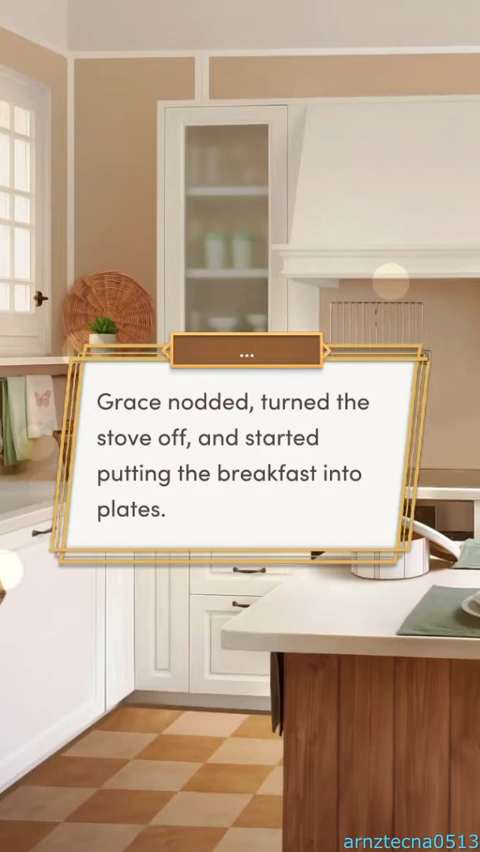 ...
Grace nodded, turned the
stove off, and started
putting the breakfast into
plates.
arnztecna0513